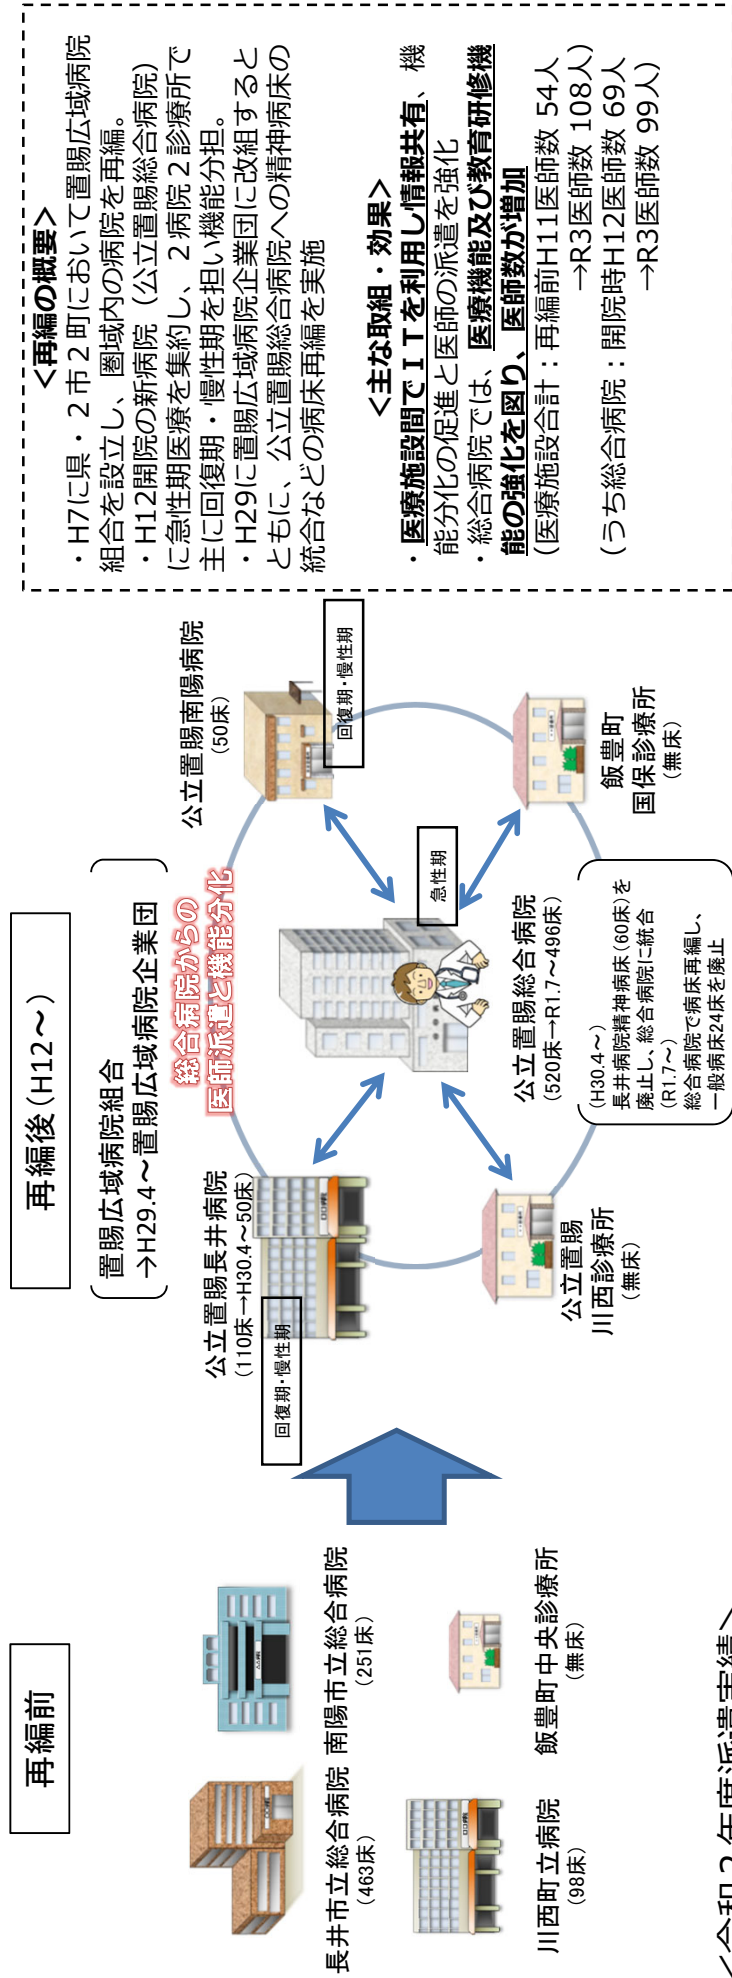 再編前
長井市立総合病院
(463床)
南陽市立総合病院
(251床)
川西町立病院
(98床)
飯豊町中央診療所
(無床)
再編後(H12～)
置賜広域病院組合
→H29.4～置賜広域病院企業団
総合病院からの
医師派遣と機能分化
公立置賜長井病院
(110床→H30.4～50床)
回復期・慢性期
公立置賜南陽病院
(50床)
回復期・慢性期
急性期
公立置賜総合病院
(520床→R1.7～496床)
公立置賜
川西診療所
(無床)
飯豊町
国保診療所
(無床)
(H30.4～)
長井病院精神病床(60床)を
廃止し、総合病院に統合
(R1.7～)
総合病院で病床再編し、
一般病床24床を廃止
＜再編の概要＞
・H7に県・２市２町において置賜広域病院
組合を設立し、圏域内の病院を再編。
・H12開院の新病院（公立置賜総合病院）
に急性期医療を集約し、２病院２診療所で
主に回復期・慢性期を担い機能分担。
・H29に置賜広域病院企業団に改組すると
ともに、公立置賜総合病院への精神病床の
統合などの病床再編を実施
＜主な取組・効果＞
・医療施設間でＩＴを利用し情報共有、機
能分化の促進と医師の派遣を強化
・総合病院では、医療機能及び教育研修機
能の強化を図り、医師数が増加
(医療施設合計：再編前H11医師数 54人
→R3医師数 108人)
(うち総合病院：開院時H12医師数 69人
→R3医師数 99人)
＜令和２年度派遣実績＞